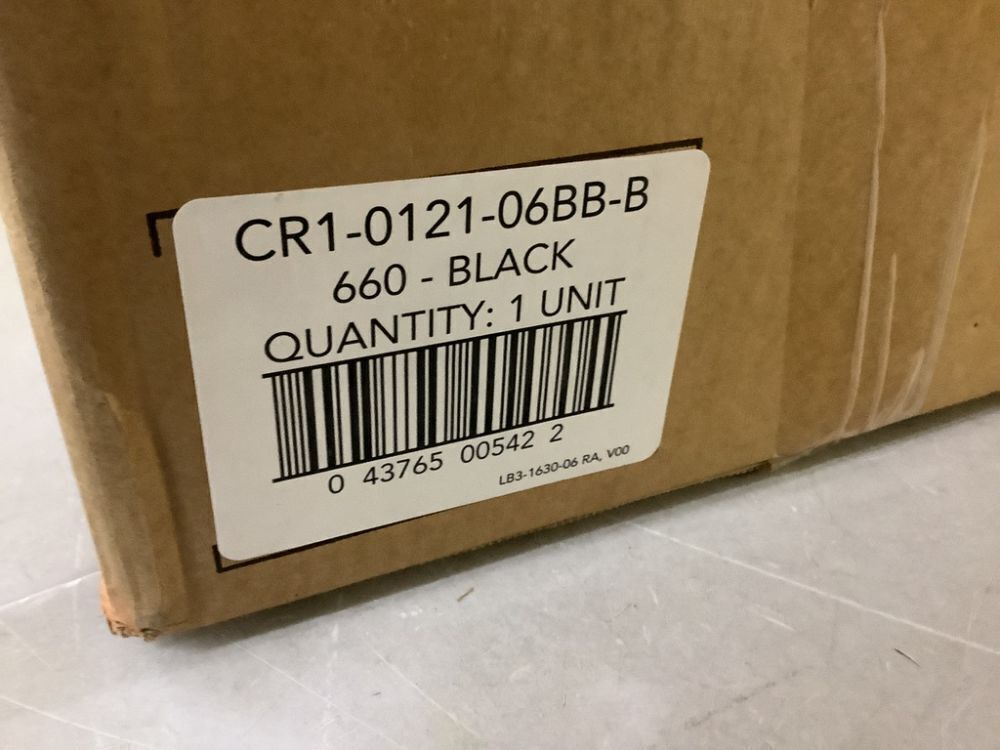 CR1-0121-06BB-B
660 - BLACK
QUANTITY: 1 UNIT
0 43765 00542 2
LB3-1630-06 RA, V00